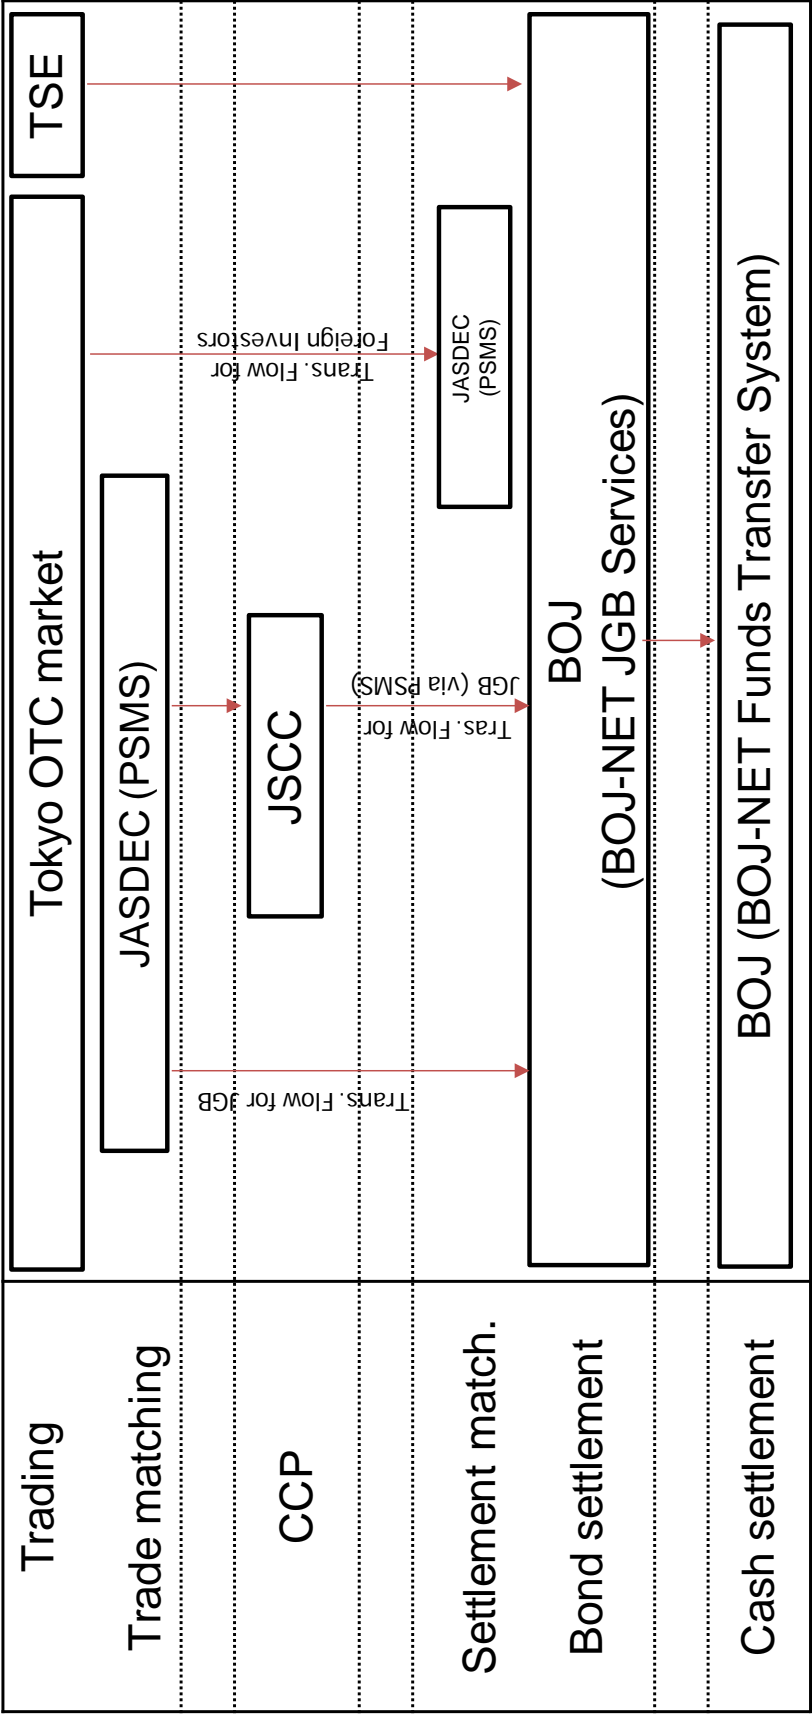 Trading
Tokyo OTC market
TSE
Trade matching
JASDEC (PSMS)
CCP
JSCC
Trans. Flow for
Foreign Investors
Trans. Flow for JGB
Tras. Flow for
JGB (via PSMS)
Settlement match.
JASDEC
(PSMS)
Bond settlement
BOJ
(BOJ-NET JGB Services)
Cash settlement
BOJ (BOJ-NET Funds Transfer System)